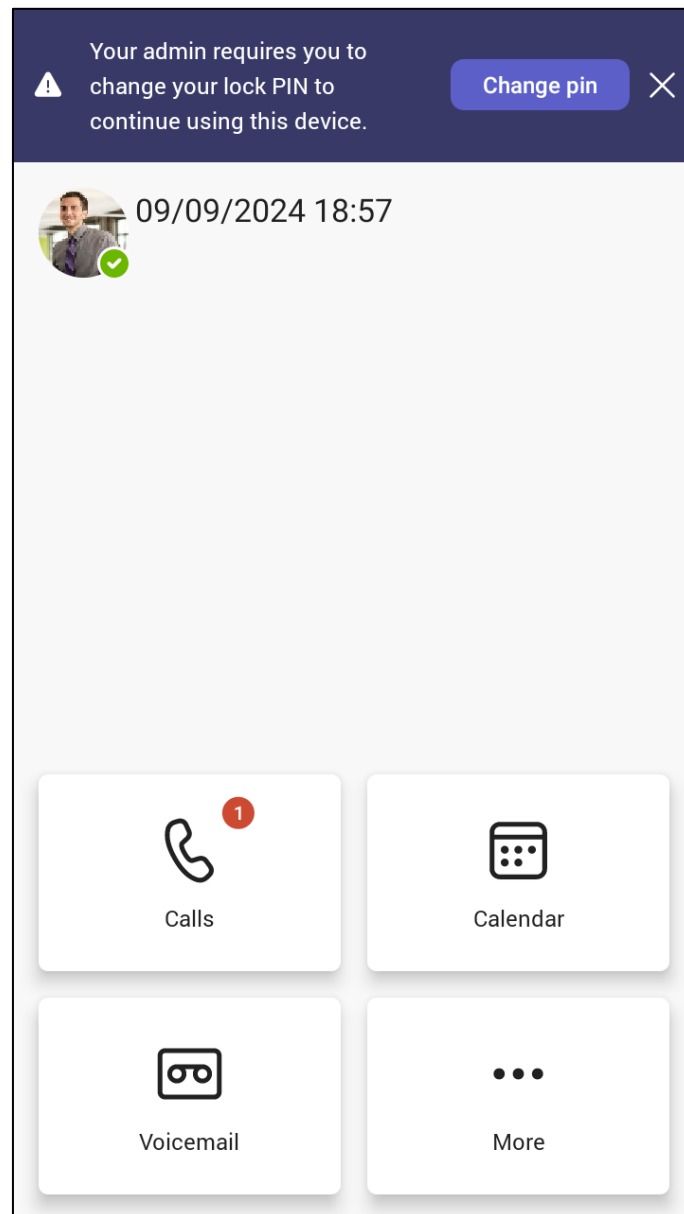 Your admin requires you to
change your lock PIN to
continue using this device.
Change pin
09/09/2024 18:57
1
Calls
Calendar
Voicemail
More